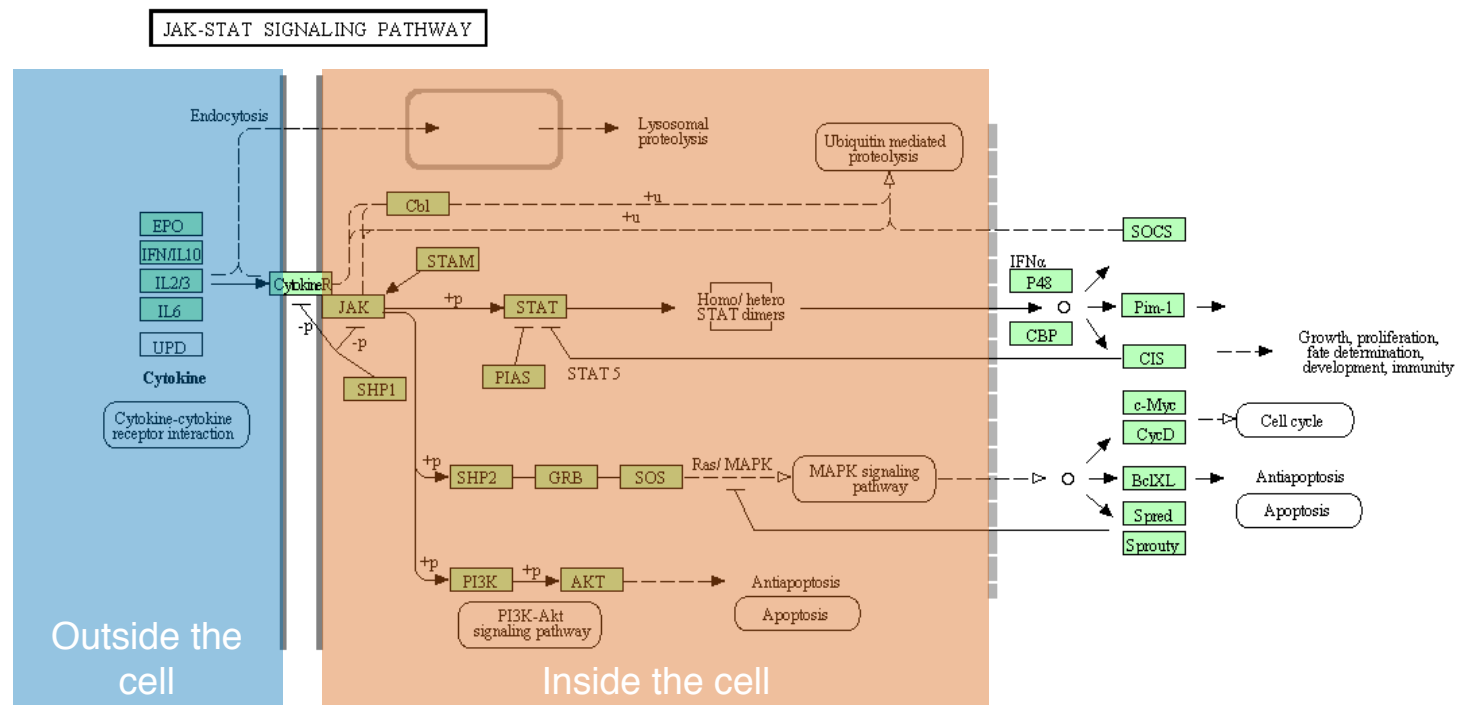 JAK-STAT SIGNALING PATHWAY
Endocytosis
Lysosomal
proteolysis
Ubiquitin mediated
proteolysis
Cbl
+u
+u
EPO
IFN/IL10
IL2/3
IL6
UPD
Cytokine
Cytokine-cytokine
receptor interaction
CytokineR
JAK
STAM
+p
STAT
Homo/ hetero
STAT dimers
-p
-p
SHP1
PIAS
STAT 5
IFNα
P48
CBP
SOCS
Pim-1
CIS
Growth, proliferation,
fate determination,
development, immunity
c-Myc
CycD
Cell cycle
+p
SHP2
GRB
SOS
Ras/ MAPK
MAPK signaling
pathway
BclXL
Antiapoptosis
Spred
Apoptosis
Sprouty
+p
PI3K
+p
AKT
Antiapoptosis
PI3K-Akt
signaling pathway
Apoptosis
Outside the
cell
Inside the cell